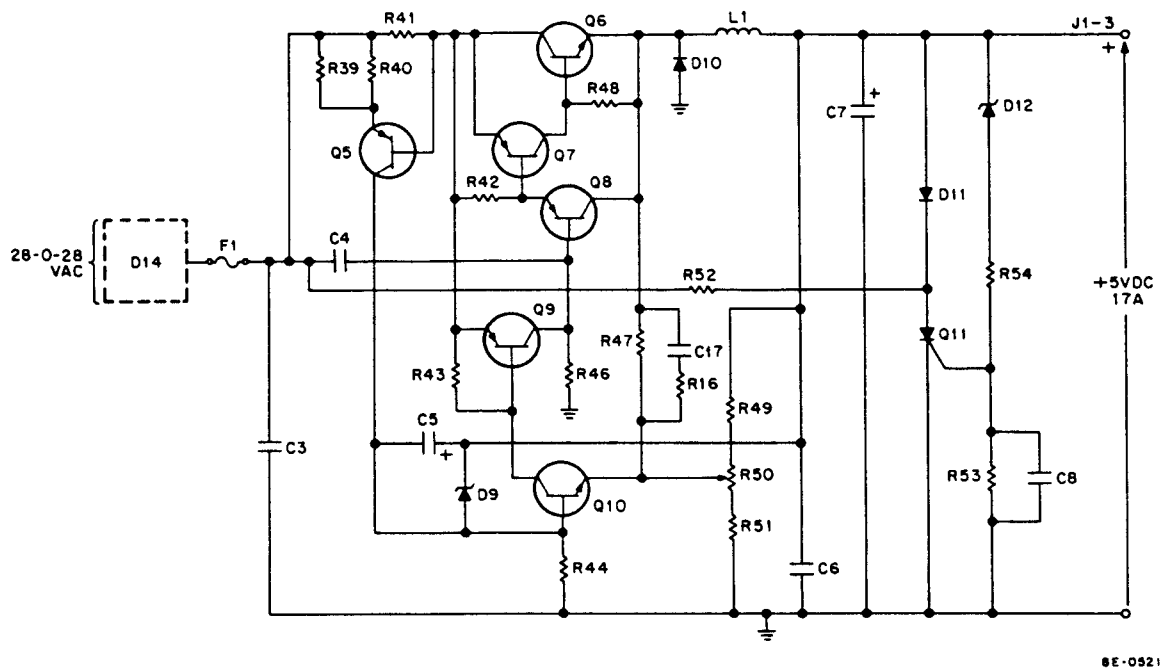 R41
Q6
L1
J1-3
+
R39
R40
D10
R48
C7
+
D12
Q5
Q7
R42
Q8
D11
28-0-28
VAC
D14
F1
C4
R52
R54
+5VDC
17A
Q9
Q11
R47
C17
R43
R46
R16
R49
C5
+
C3
D9
R50
R53
C8
Q10
R51
R44
C6
8E-0521